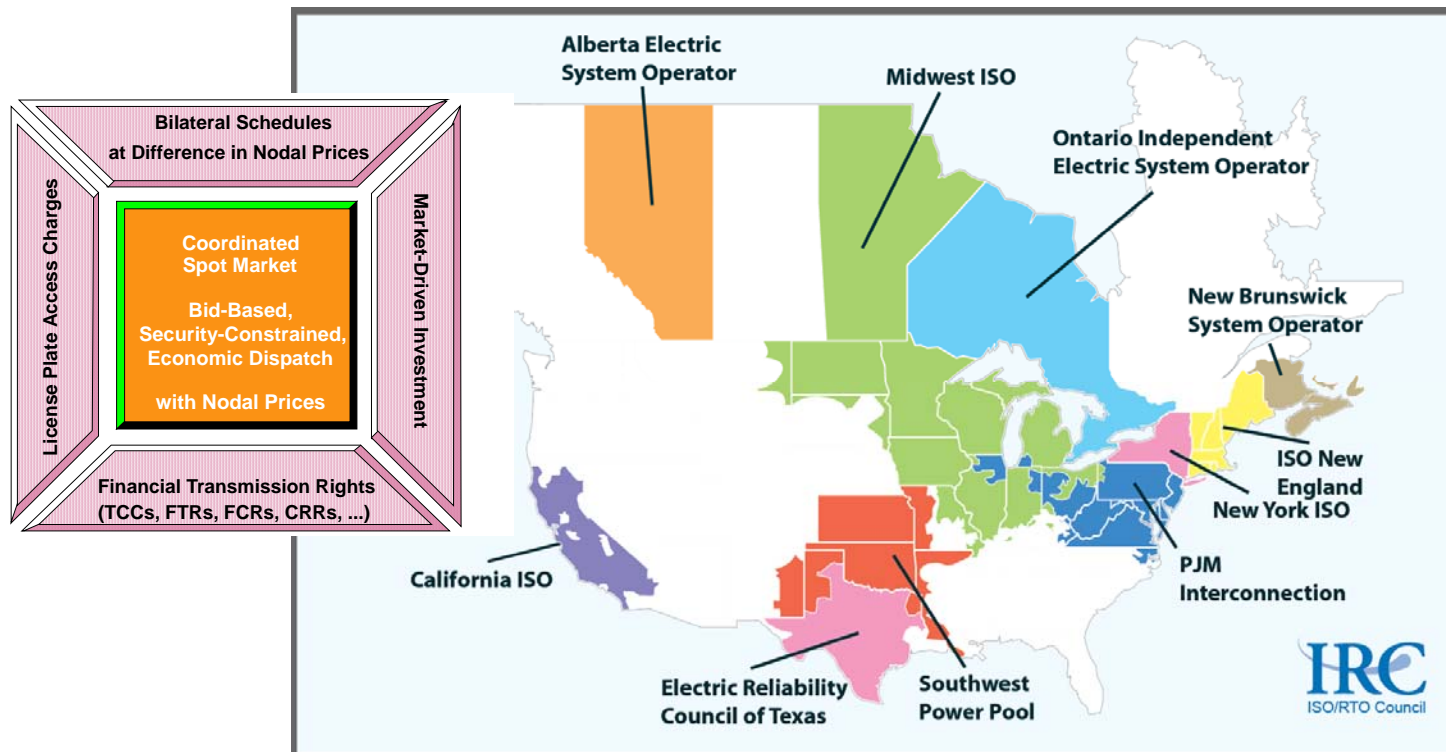 Bilateral Schedules
at Difference in Nodal Prices
License Plate Access Charges
Coordinated
Spot Market
Bid-Based,
Security-Constrained,
Economic Dispatch
with Nodal Prices
Market-Driven Investment
Financial Transmission Rights
(TCCs, FTRs, FCRs, CRRs, ...)
Alberta Electric
System Operator
Midwest ISO
Ontario Independent
Electric System Operator
New Brunswick
System Operator
ISO New
England
New York ISO
PJM
Interconnection
California ISO
Electric Reliability
Council of Texas
Southwest
Power Pool
IRC
ISO/RTO Council